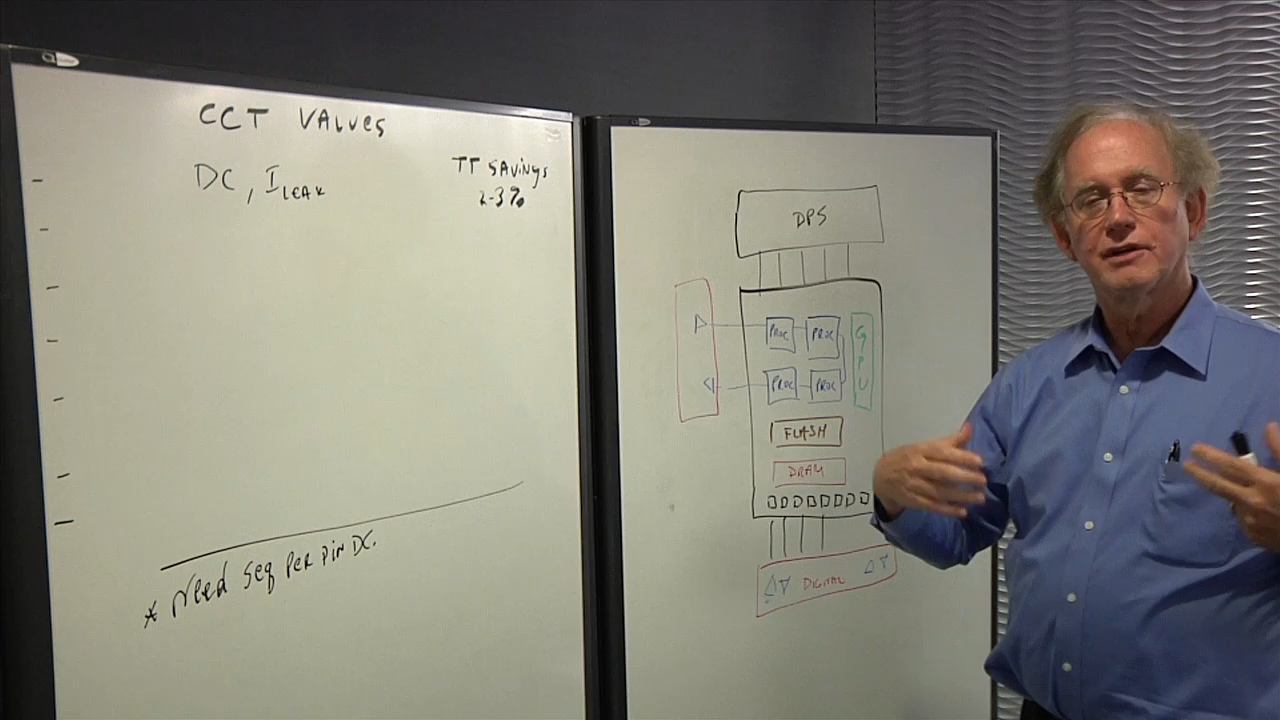 CCT VALUES
DC, I LEAK
TT SAVINGS
2-3%
* Need Seq Per Pin DC.
DPS
PROC PROC
PROC PROC
GPU
FLASH
DRAM
DIGITAL